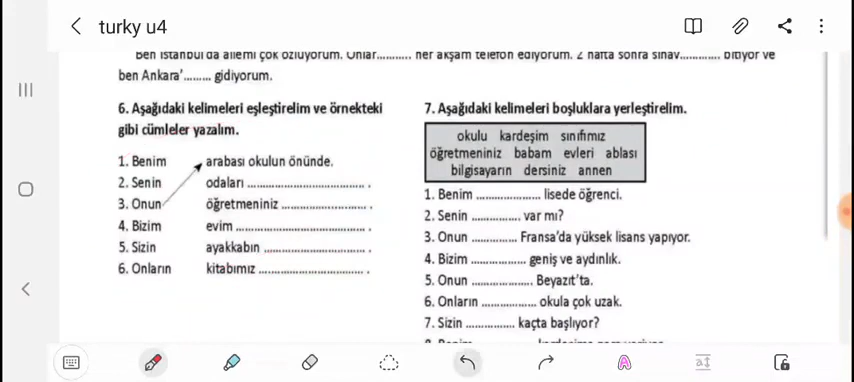 turky u4
Ben İstanbul'da ailemi çok özlüyorum. Onlar........... her akşam telefon ediyorum. 2 hafta sonra sınav............. bitiyor ve
ben Ankara'......... gidiyorum.
6. Aşağıdaki kelimeleri eşleştirelim ve örnekteki
gibi cümleler yazalım.
1. Benim arabası okulun önünde.
2. Senin odaları ...................................... .
3. Onun öğretmeniniz ........................... .
4. Bizim evim .......................................... .
5. Sizin ayakkabın ................................. .
6. Onların kitabımız .................................. .
7. Aşağıdaki kelimeleri boşluklara yerleştirelim.
okulu kardeşim sınıfımız
öğretmeniniz babam evleri ablası
bilgisayarın dersiniz annen
1. Benim ..................... lisede öğrenci.
2. Senin ................ var mı?
3. Onun ............... Fransa'da yüksek lisans yapıyor.
4. Bizim .................. geniş ve aydınlık.
5. Onun .................... Beyazıt'ta.
6. Onların .................. okula çok uzak.
7. Sizin ................ kaçta başlıyor?
A